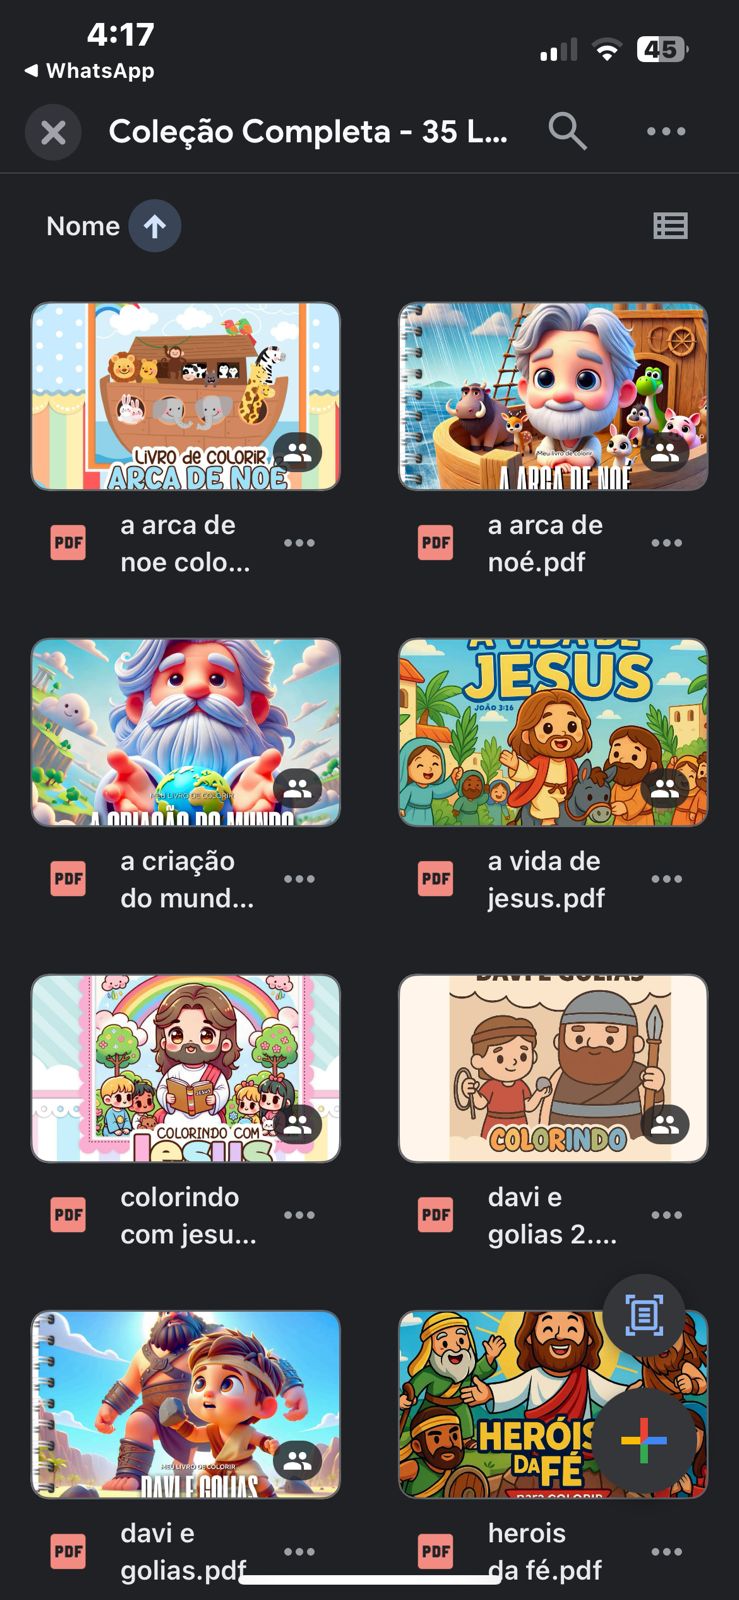 4:17
45
WhatsApp
Coleção Completa - 35 L...
Nome
LiVRO de COLORIR
ARCA DE NOÉ
Meu livro de colorir
A ARCA DE NOÉ
PDF
a arca de
noe colo...
PDF
a arca de
noé.pdf
MEU LIVRO DE COLORIR
A CRIAÇÃO DO MUNDO
A VIDA DE
JESUS
JOÃO 3:16
PDF
a criação
do mund...
PDF
a vida de
jesus.pdf
JESUS
COLORINDO COM
Jesus
DAVI E GOLIAS
COLORINDO
PDF
colorindo
com jesu...
PDF
davi e
golias 2....
MEU LIVRO DE COLORIR
DAVI E GOLIAS
HERÓIS
DA FÉ
para COLORIR
PDF
davi e
golias.pdf
PDF
herois
da fé.pdf